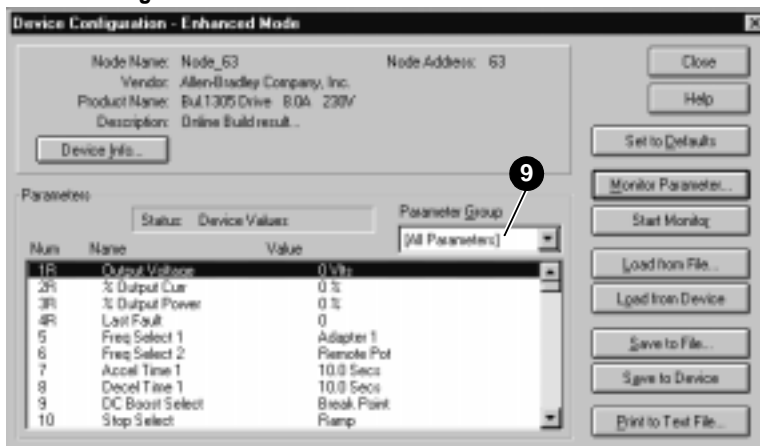 Device Configuration - Enhanced Mode
Node Name: Node_63 Node Address: 63
Vendor: Allen-Bradley Company, Inc.
Product Name: Bul.1305 Drive 8.0A 230V
Description: Online Build result...
Device Info...
Close
Help
Set to Defaults
Monitor Parameter...
Start Monitor
Load from File...
Load from Device
Save to File...
Save to Device
Print to Text File...
9
Parameters
Status: Device Values
Parameter Group
[All Parameters]
Num Name Value
1R Output Voltage 0 Vlts
2R % Output Curr 0 %
3R % Output Power 0 %
4R Last Fault 0
5 Freq Select 1 Adapter 1
6 Freq Select 2 Remote Pot
7 Accel Time 1 10.0 Secs
8 Decel Time 1 10.0 Secs
9 DC Boost Select Break Point
10 Stop Select Ramp